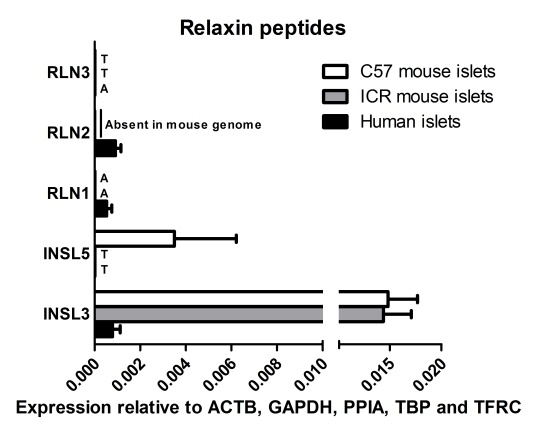 Relaxin peptides
C57 mouse islets
ICR mouse islets
Human islets
RLN3
T
T
A
RLN2
Absent in mouse genome
RLN1
A
A
INSL5
T
T
INSL3
0.000
0.002
0.004
0.006
0.008
0.010
0.015
0.020
Expression relative to ACTB, GAPDH, PPIA, TBP and TFRC